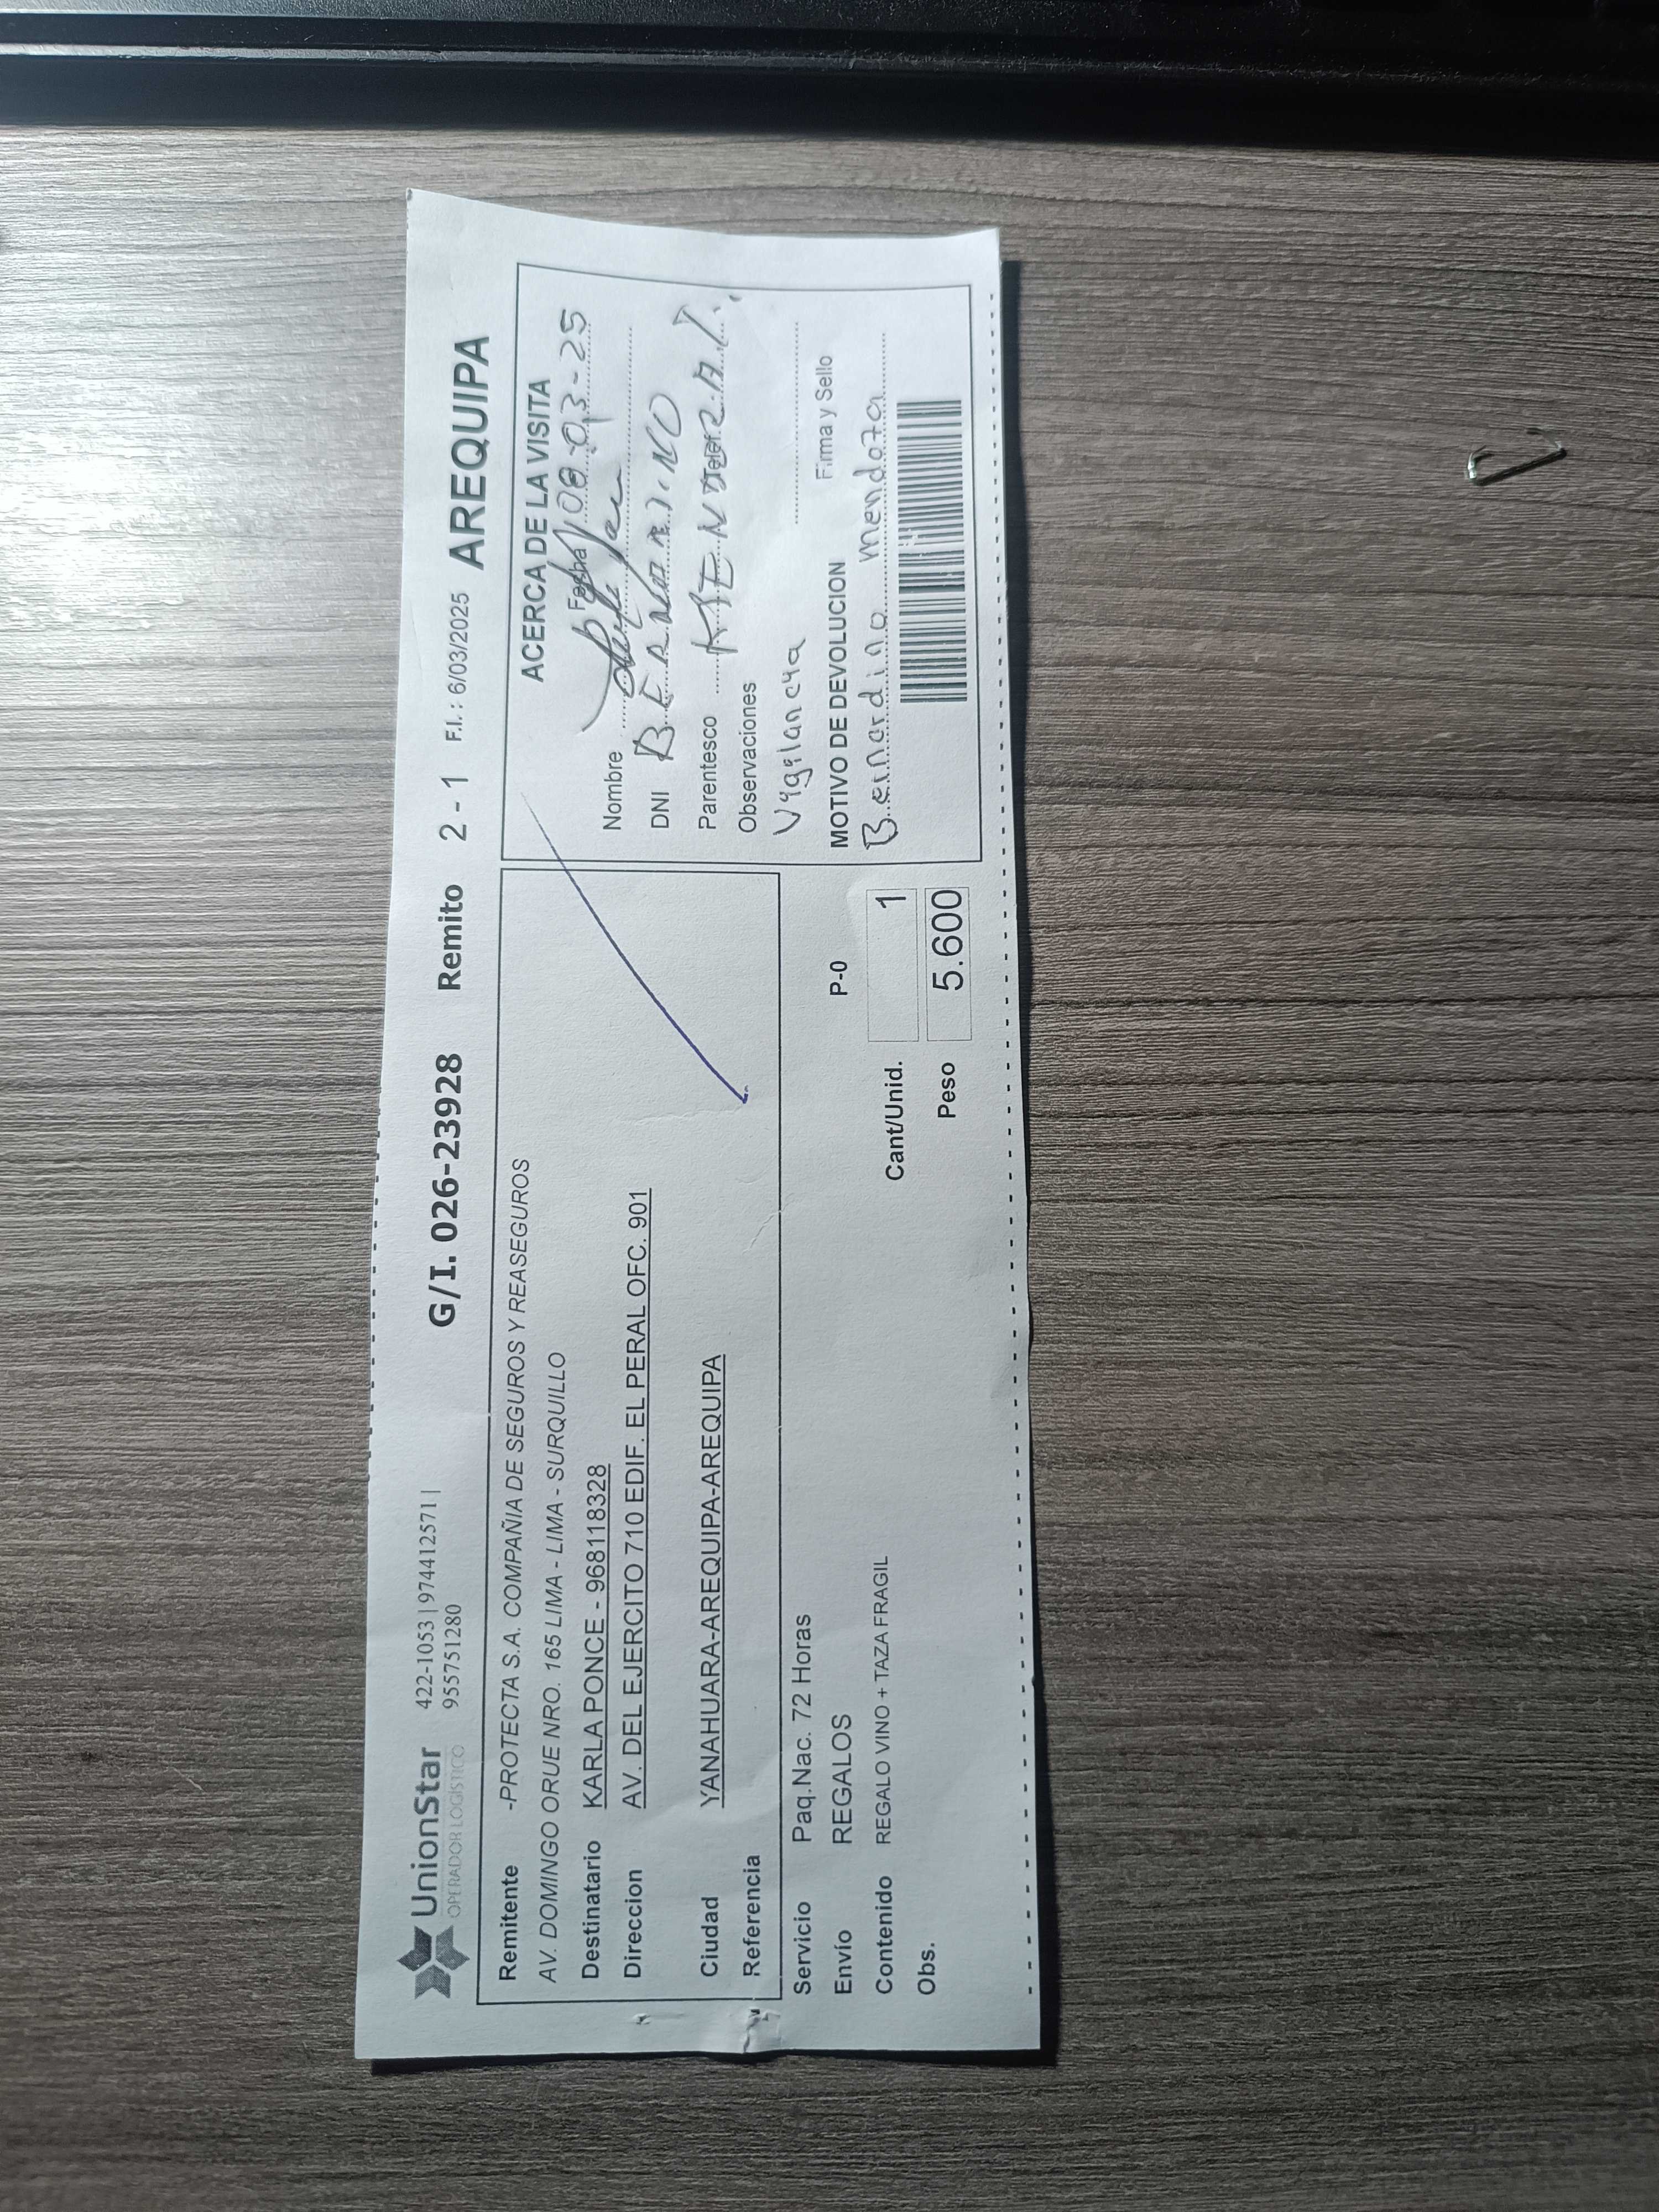 UnionStar
OPERADOR LOGÍSTICO
422-1053 | 974412571 |
955751280
G/I. 026-23928 Remito 2 - 1 F.I. : 6/03/2025 AREQUIPA
Remitente -PROTECTA S.A. COMPAÑIA DE SEGUROS Y REASEGUROS
AV. DOMINGO ORUE NRO. 165 LIMA - LIMA - SURQUILLO
Destinatario KARLA PONCE - 968118328
Direccion AV. DEL EJERCITO 710 EDIF. EL PERAL OFC. 901
Ciudad YANAHUARA-AREQUIPA-AREQUIPA
Referencia
Servicio Paq.Nac. 72 Horas
Envío REGALOS P-0
Contenido REGALO VINO + TAZA FRAGIL
Obs.
Cant/Unid. 1
Peso 5.600
ACERCA DE LA VISITA
Fecha 08-03-25
Nombre
DNI BERNARDINO
Parentesco Telef.
Observaciones
Vigilancia
Firma y Sello
MOTIVO DE DEVOLUCION
Bernardino Mendoza